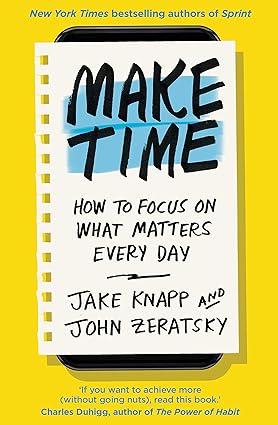 New York Times bestselling authors of Sprint
MAKE
TIME
HOW TO FOCUS ON
WHAT MATTERS
EVERY DAY
JAKE KNAPP AND
JOHN ZERATSKY
‘If you want to achieve more
(without going nuts), read this book.’
Charles Duhigg, author of The Power of Habit